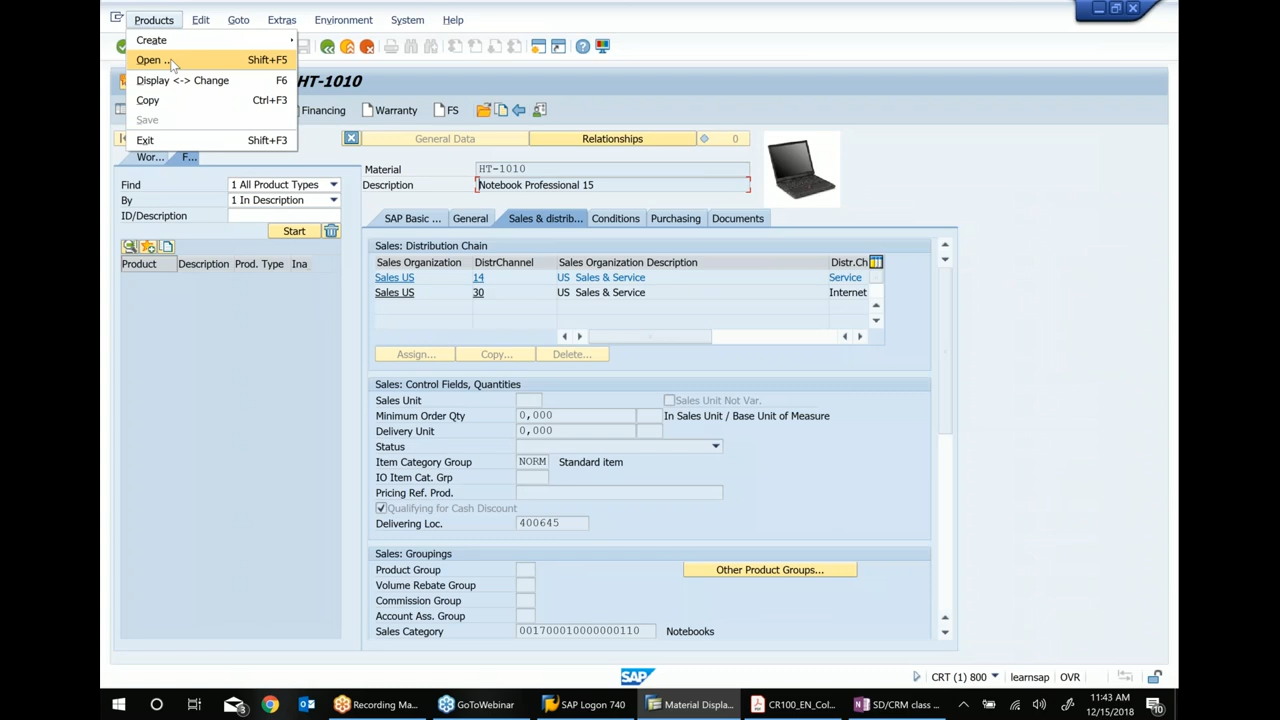 Products Edit Goto Extras Environment System Help
Create
Open ... Shift+F5
Display <-> Change F6
Copy Ctrl+F3
Save
Exit Shift+F3
HT-1010
Financing Warranty FS
General Data Relationships 0
Wor... F...
Material HT-1010
Description Notebook Professional 15
Find 1 All Product Types
By 1 In Description
ID/Description
Start
Product Description Prod. Type Ina
SAP Basic ... General Sales & distrib... Conditions Purchasing Documents
Sales: Distribution Chain
Sales Organization DistrChannel Sales Organization Description Distr.Ch
Sales US 14 US Sales & Service Service
Sales US 30 US Sales & Service Internet
Assign... Copy... Delete...
Sales: Control Fields, Quantities
Sales Unit Sales Unit Not Var.
Minimum Order Qty 0,000 In Sales Unit / Base Unit of Measure
Delivery Unit 0,000
Status
Item Category Group NORM Standard item
IO Item Cat. Grp
Pricing Ref. Prod.
Qualifying for Cash Discount
Delivering Loc. 400645
Sales: Groupings
Product Group Other Product Groups...
Volume Rebate Group
Commission Group
Account Ass. Group
Sales Category 001700010000000110 Notebooks
SAP CRT (1) 800 learnsap OVR
Recording Ma... GoToWebinar SAP Logon 740 Material Displa... CR100_EN_Col... SD/CRM class ... 11:43 AM
12/15/2018